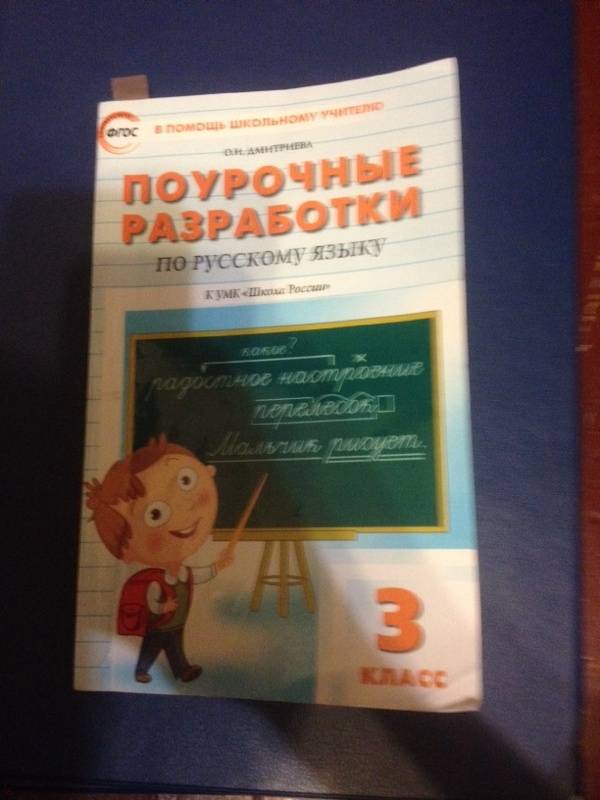 ФГОС
В ПОМОЩЬ ШКОЛЬНОМУ УЧИТЕЛЮ
О.И. ДМИТРИЕВА
ПОУРОЧНЫЕ
РАЗРАБОТКИ
ПО РУССКОМУ ЯЗЫКУ
К УМК «Школа России»
какое?
радостное настроение
перелесок
Мальчик рисует.
3
КЛАСС